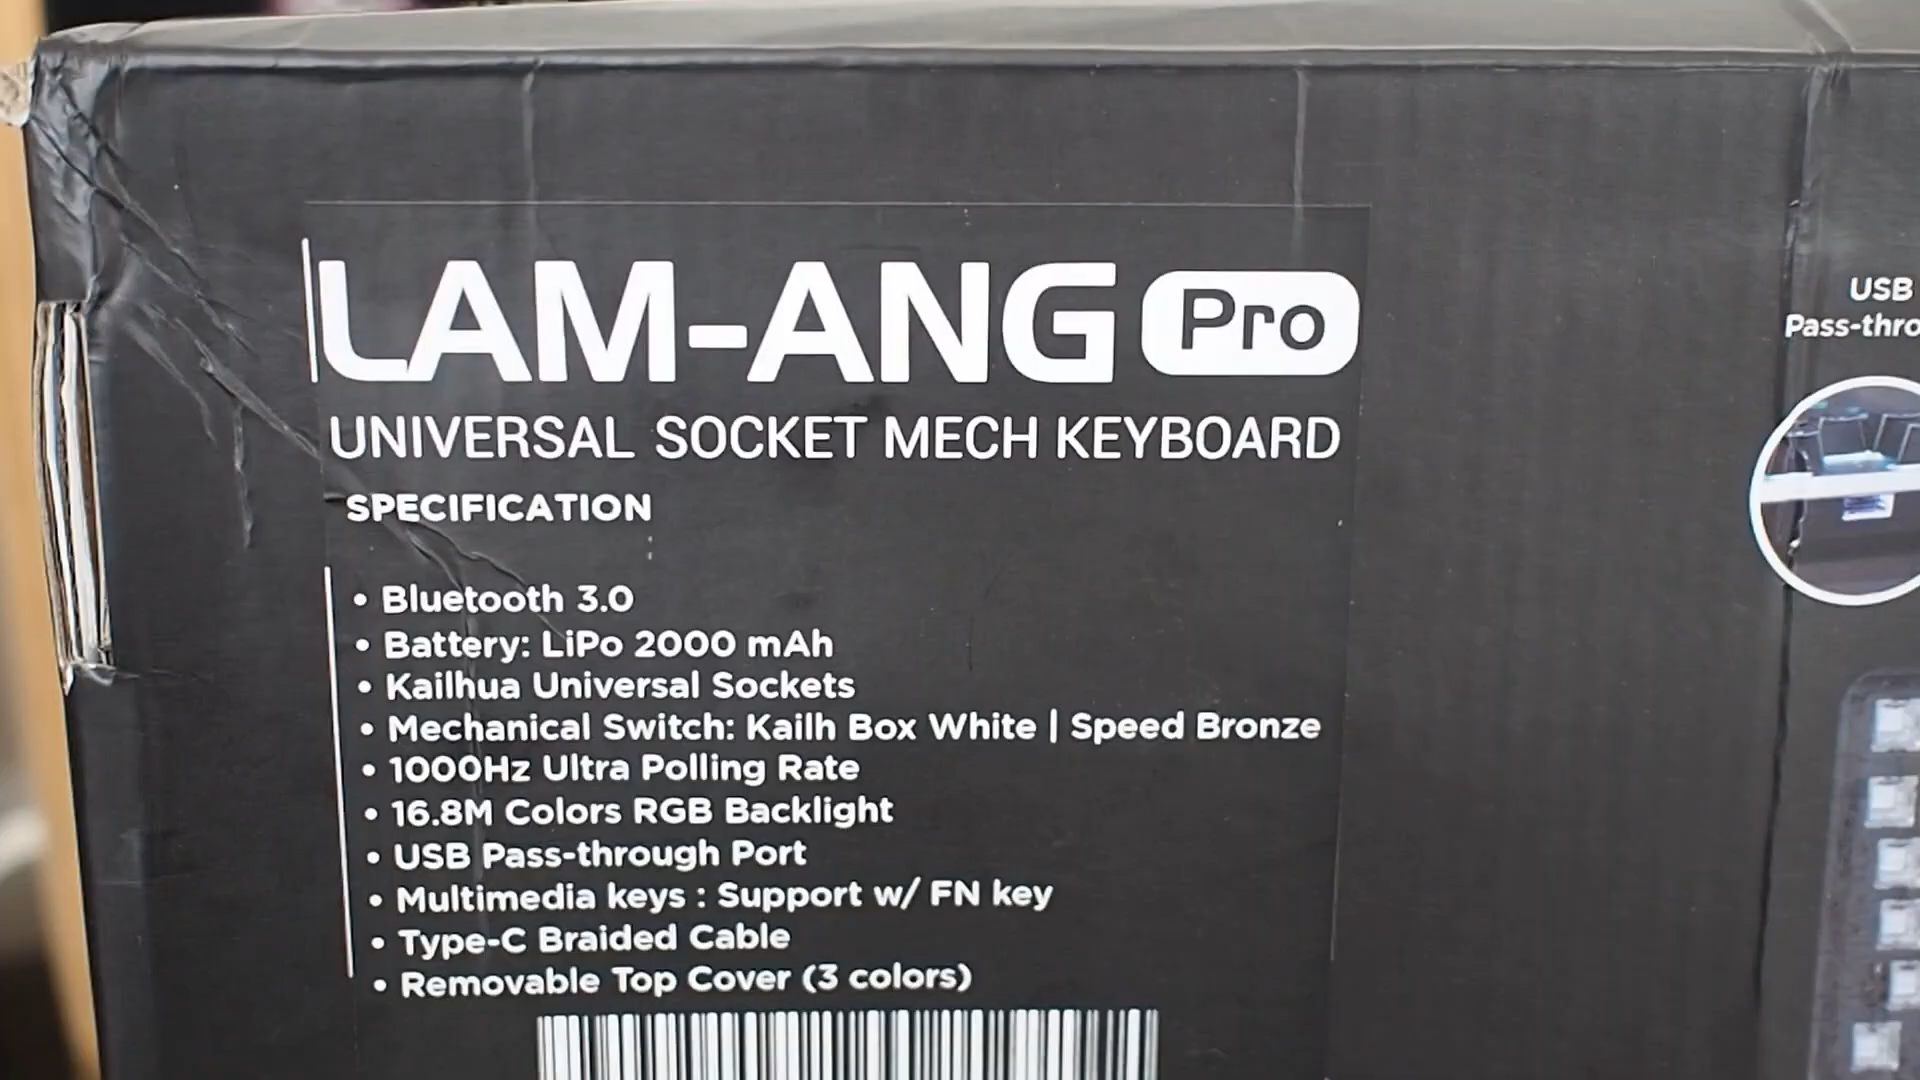 LAM-ANG Pro
UNIVERSAL SOCKET MECH KEYBOARD
SPECIFICATION
• Bluetooth 3.0
• Battery: LiPo 2000 mAh
• Kailhua Universal Sockets
• Mechanical Switch: Kailh Box White | Speed Bronze
• 1000Hz Ultra Polling Rate
• 16.8M Colors RGB Backlight
• USB Pass-through Port
• Multimedia keys : Support w/ FN key
• Type-C Braided Cable
• Removable Top Cover (3 colors)
USB
Pass-thro